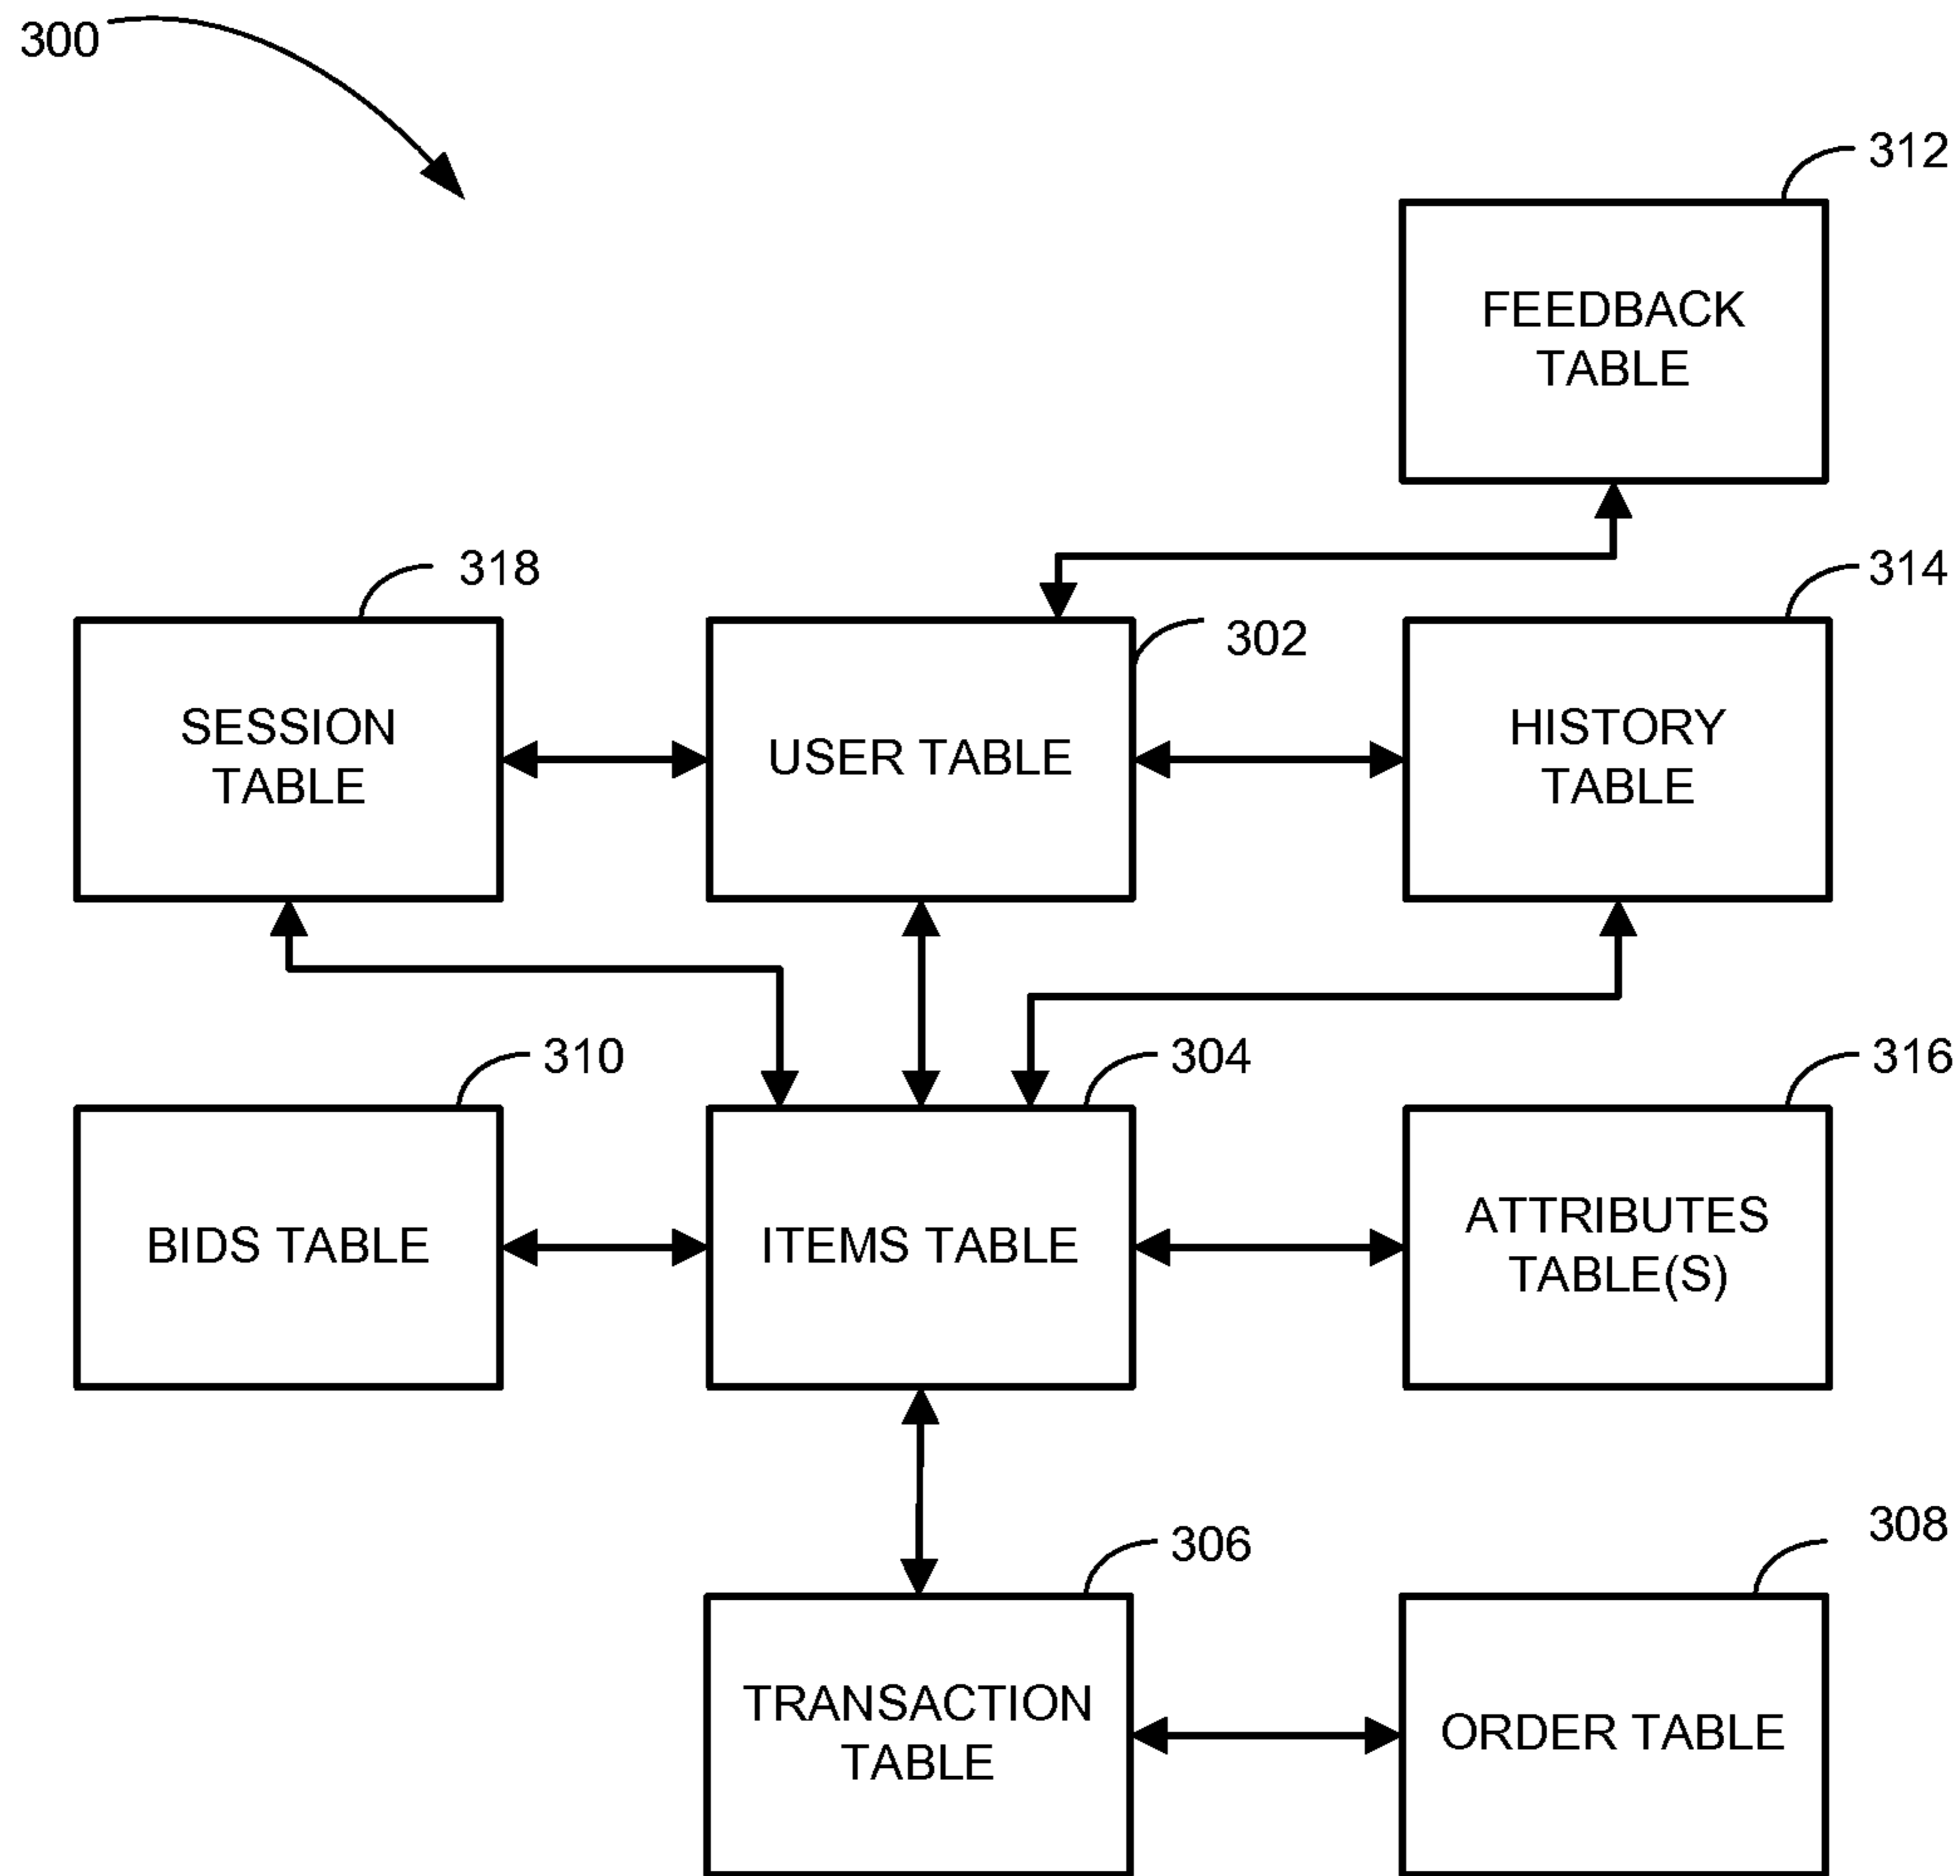 300
312
FEEDBACK
TABLE
318
314
302
SESSION
TABLE
USER TABLE
HISTORY
TABLE
310
304
316
BIDS TABLE
ITEMS TABLE
ATTRIBUTES
TABLE(S)
306
308
TRANSACTION
TABLE
ORDER TABLE